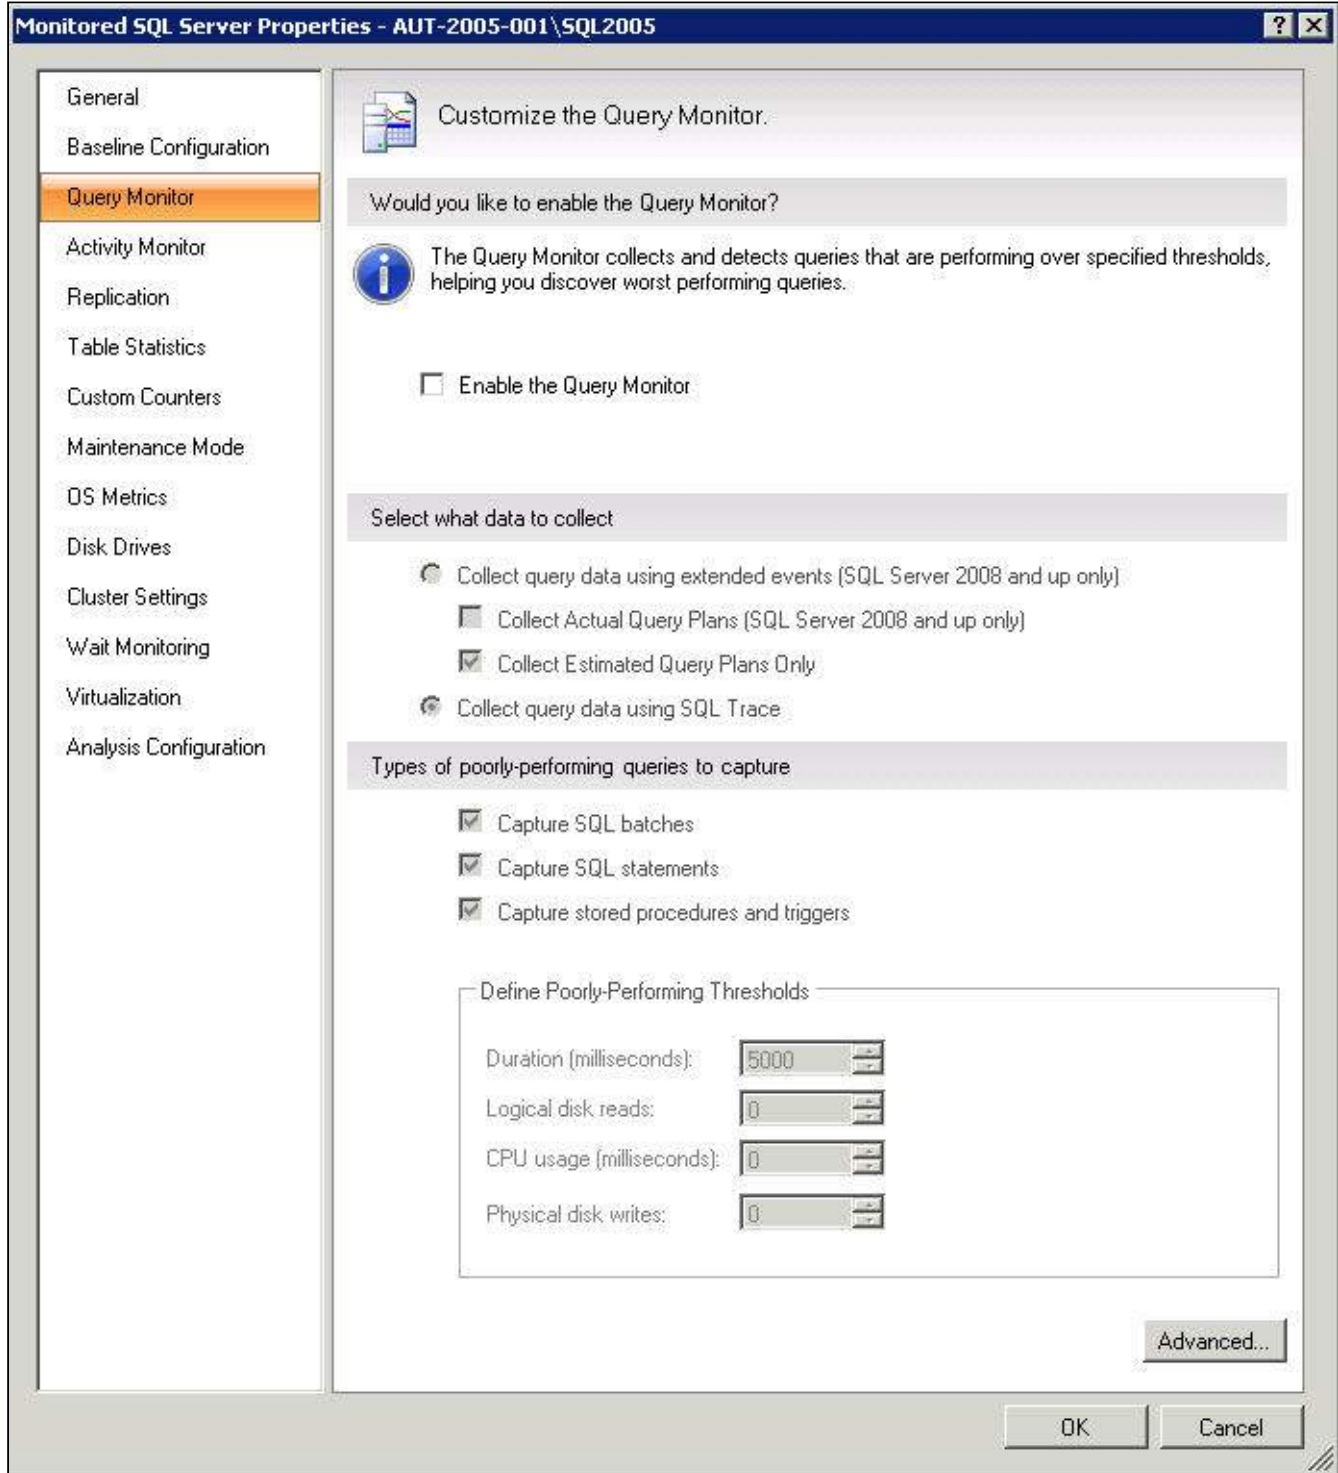 Monitored SQL Server Properties - AUT-2005-001\SQL2005
General
Baseline Configuration
Query Monitor
Activity Monitor
Replication
Table Statistics
Custom Counters
Maintenance Mode
OS Metrics
Disk Drives
Cluster Settings
Wait Monitoring
Virtualization
Analysis Configuration
Customize the Query Monitor.
Would you like to enable the Query Monitor?
The Query Monitor collects and detects queries that are performing over specified thresholds,
helping you discover worst performing queries.
Enable the Query Monitor
Select what data to collect
Collect query data using extended events (SQL Server 2008 and up only)
Collect Actual Query Plans (SQL Server 2008 and up only)
Collect Estimated Query Plans Only
Collect query data using SQL Trace
Types of poorly-performing queries to capture
Capture SQL batches
Capture SQL statements
Capture stored procedures and triggers
Define Poorly-Performing Thresholds
Duration (milliseconds): 5000
Logical disk reads: 0
CPU usage (milliseconds): 0
Physical disk writes: 0
Advanced...
OK Cancel